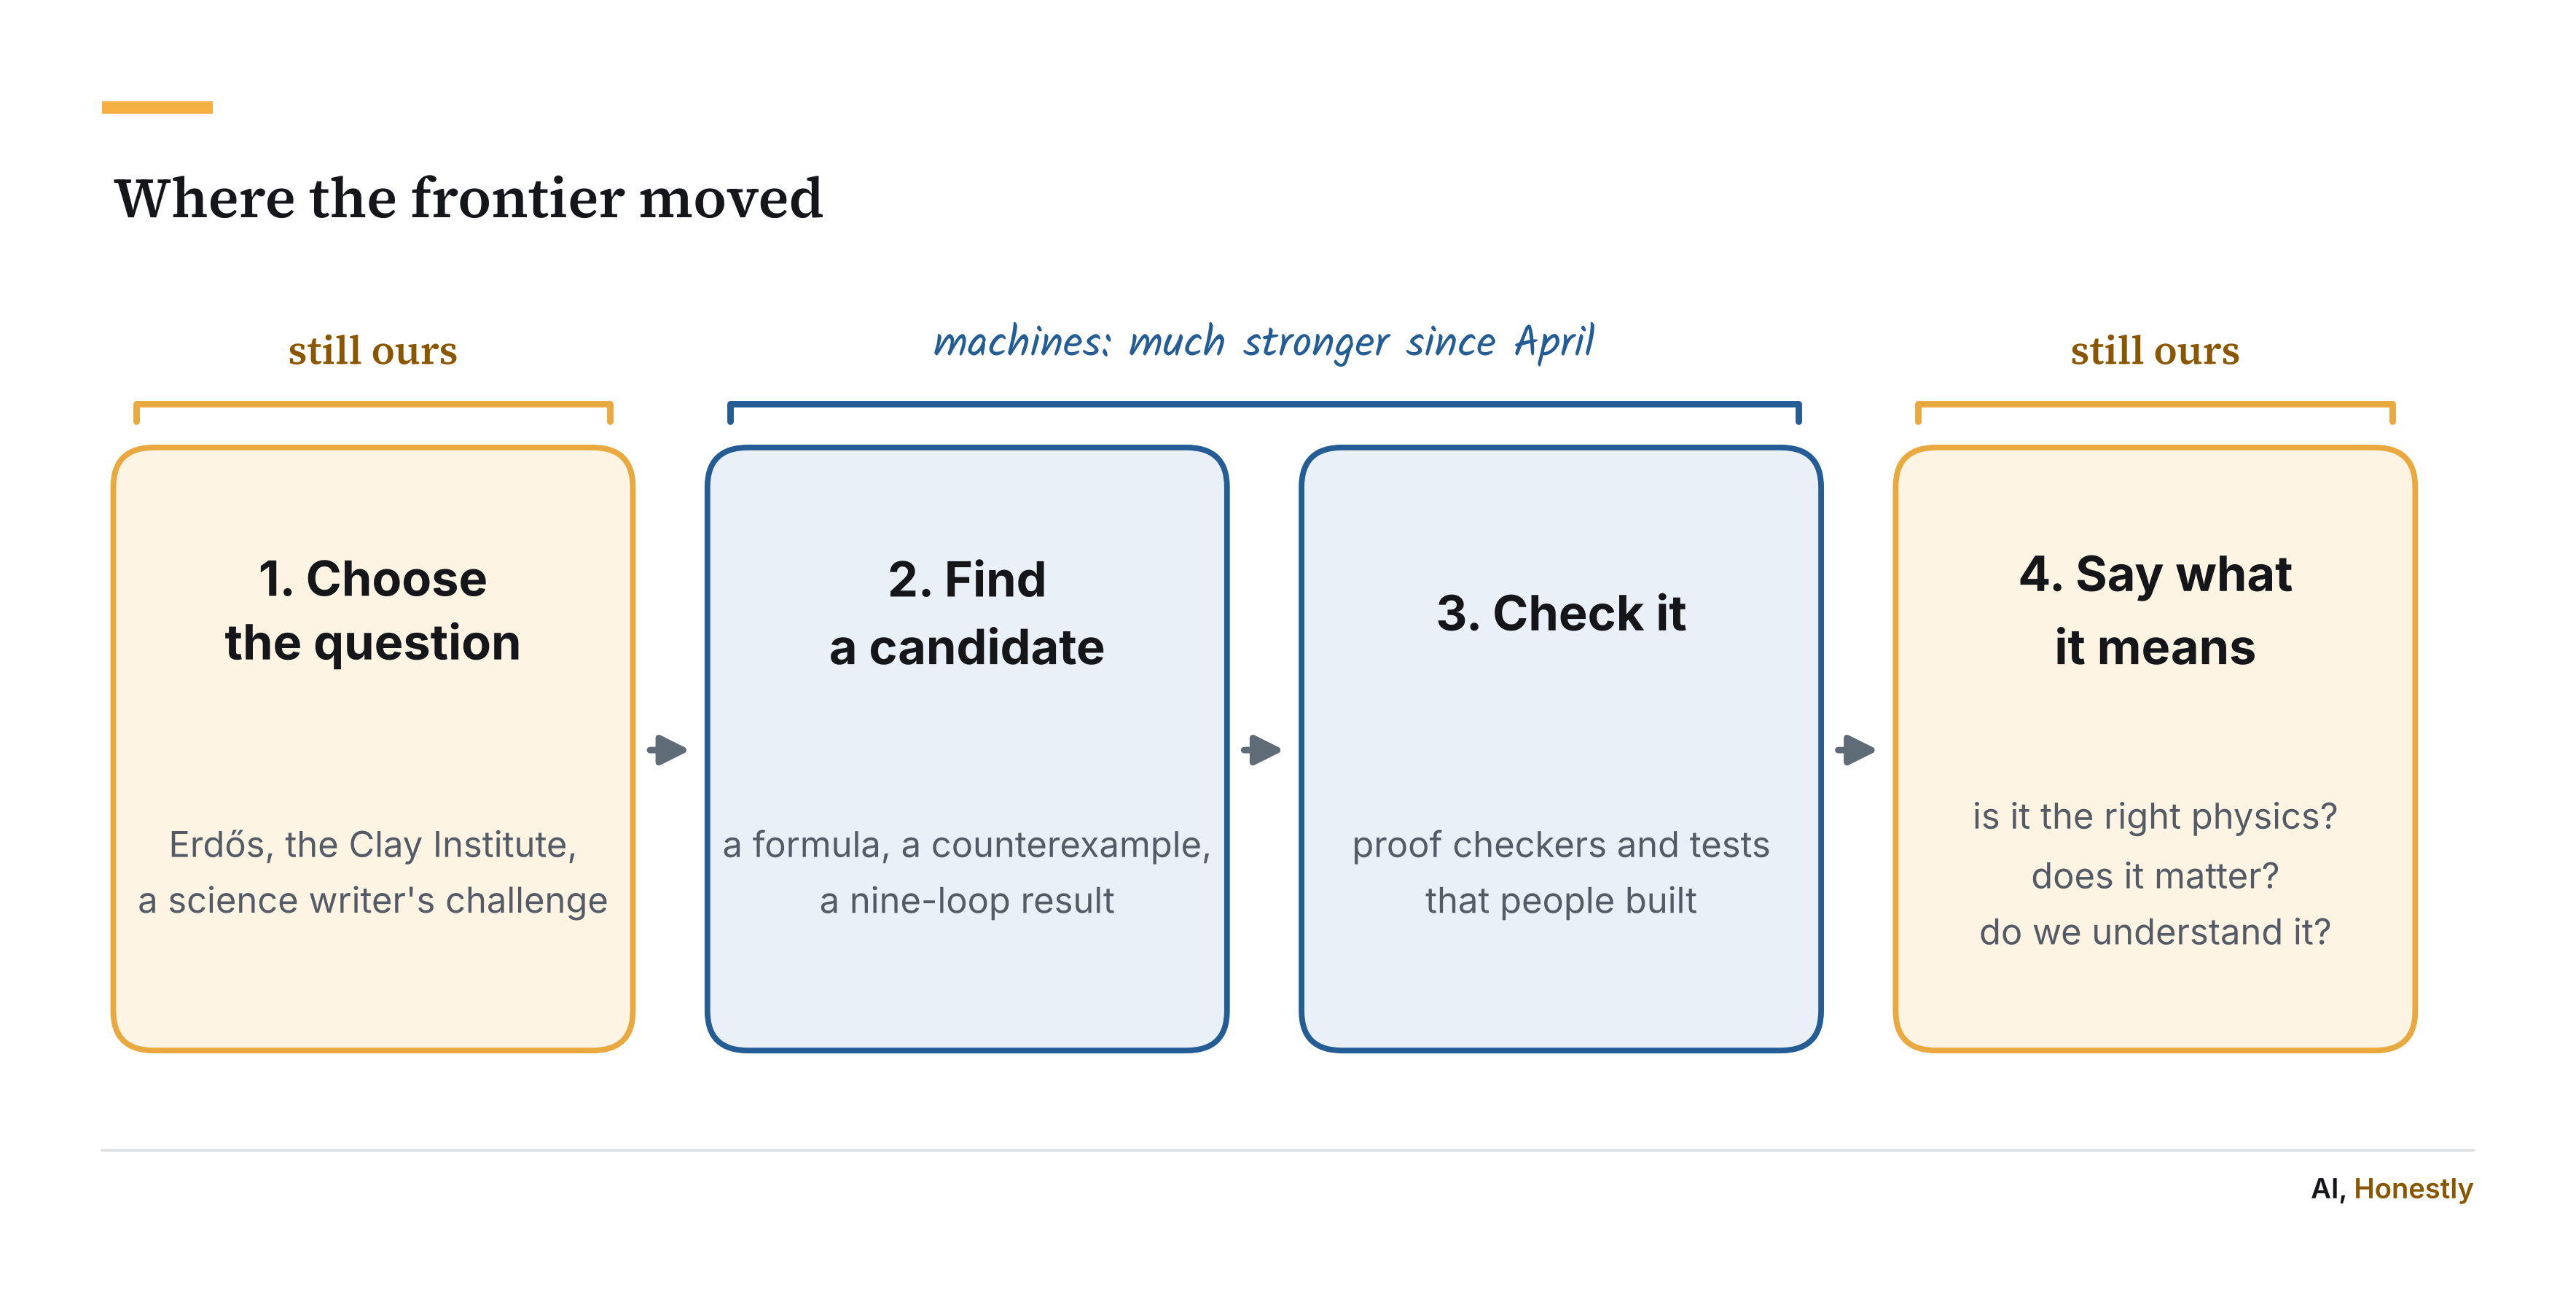 Where the frontier moved
still ours
machines: much stronger since April
still ours
1. Choose
the question
Erdős, the Clay Institute,
a science writer's challenge
2. Find
a candidate
a formula, a counterexample,
a nine-loop result
3. Check it
proof checkers and tests
that people built
4. Say what
it means
is it the right physics?
does it matter?
do we understand it?
AI, Honestly